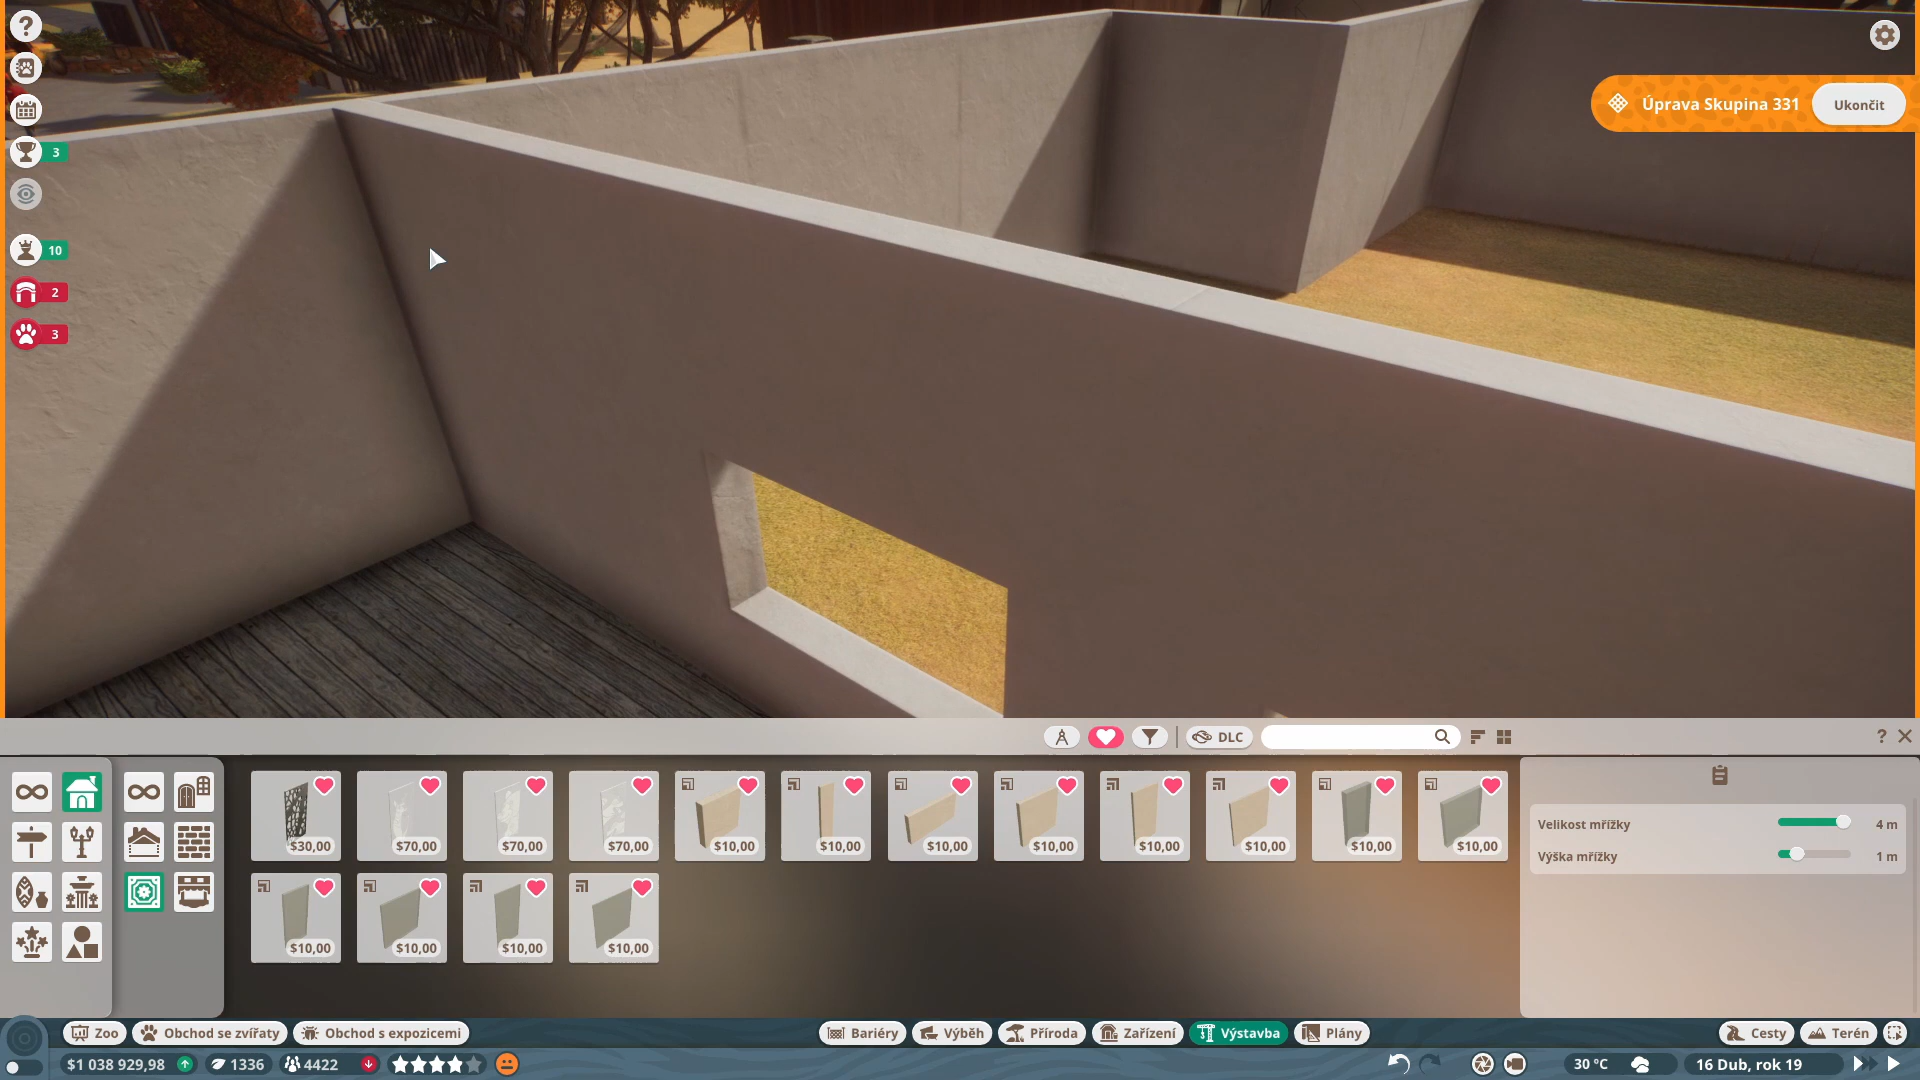 3
10
2
3
Úprava Skupina 331
Ukončit
DLC
?
$30,00
$70,00
$70,00
$70,00
$10,00
$10,00
$10,00
$10,00
$10,00
$10,00
$10,00
$10,00
$10,00
$10,00
$10,00
$10,00
Velikost mřížky 4 m
Výška mřížky 1 m
Zoo
Obchod se zvířaty
Obchod s expozicemi
Bariéry
Výběh
Příroda
Zařízení
Výstavba
Plány
Cesty
Terén
$1 038 929,98
1336
4422
30 °C
16 Dub, rok 19